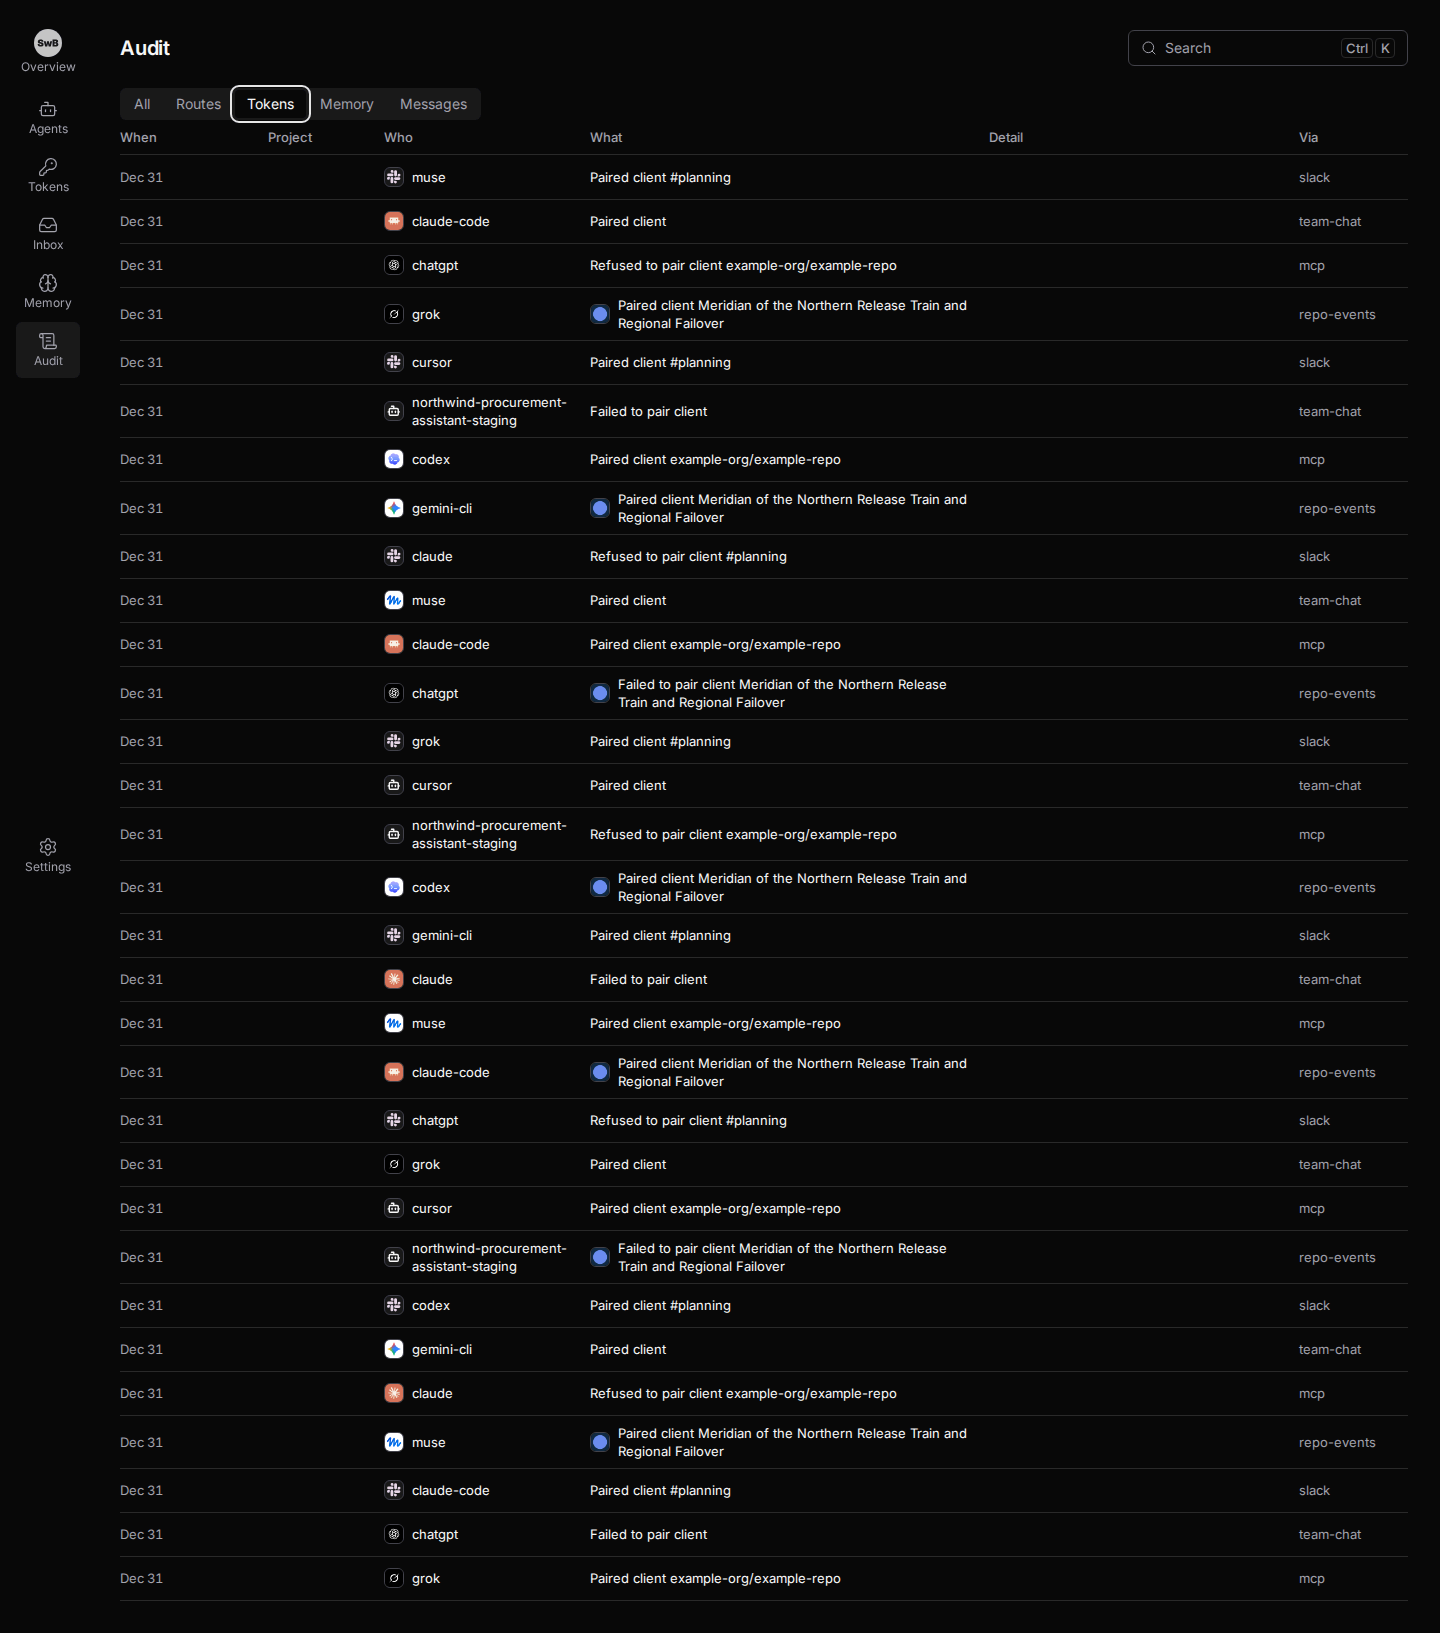 SwB
Overview
Agents
Tokens
Inbox
Memory
Audit
Settings
Audit
Search Ctrl K
All Routes Tokens Memory Messages
When Project Who What Detail Via
Dec 31 muse Paired client #planning slack
Dec 31 claude-code Paired client team-chat
Dec 31 chatgpt Refused to pair client example-org/example-repo mcp
Dec 31 grok Paired client Meridian of the Northern Release Train and
Regional Failover repo-events
Dec 31 cursor Paired client #planning slack
Dec 31 northwind-procurement-
assistant-staging Failed to pair client team-chat
Dec 31 codex Paired client example-org/example-repo mcp
Dec 31 gemini-cli Paired client Meridian of the Northern Release Train and
Regional Failover repo-events
Dec 31 claude Refused to pair client #planning slack
Dec 31 muse Paired client team-chat
Dec 31 claude-code Paired client example-org/example-repo mcp
Dec 31 chatgpt Failed to pair client Meridian of the Northern Release
Train and Regional Failover repo-events
Dec 31 grok Paired client #planning slack
Dec 31 cursor Paired client team-chat
Dec 31 northwind-procurement-
assistant-staging Refused to pair client example-org/example-repo mcp
Dec 31 codex Paired client Meridian of the Northern Release Train and
Regional Failover repo-events
Dec 31 gemini-cli Paired client #planning slack
Dec 31 claude Failed to pair client team-chat
Dec 31 muse Paired client example-org/example-repo mcp
Dec 31 claude-code Paired client Meridian of the Northern Release Train and
Regional Failover repo-events
Dec 31 chatgpt Refused to pair client #planning slack
Dec 31 grok Paired client team-chat
Dec 31 cursor Paired client example-org/example-repo mcp
Dec 31 northwind-procurement-
assistant-staging Failed to pair client Meridian of the Northern Release
Train and Regional Failover repo-events
Dec 31 codex Paired client #planning slack
Dec 31 gemini-cli Paired client team-chat
Dec 31 claude Refused to pair client example-org/example-repo mcp
Dec 31 muse Paired client Meridian of the Northern Release Train and
Regional Failover repo-events
Dec 31 claude-code Paired client #planning slack
Dec 31 chatgpt Failed to pair client team-chat
Dec 31 grok Paired client example-org/example-repo mcp